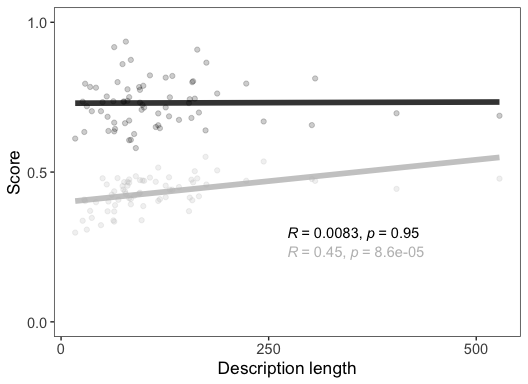 1.0
0.5
0.0
Score
R = 0.0083, p = 0.95
R = 0.45, p = 8.6e-05
0 250 500
Description length